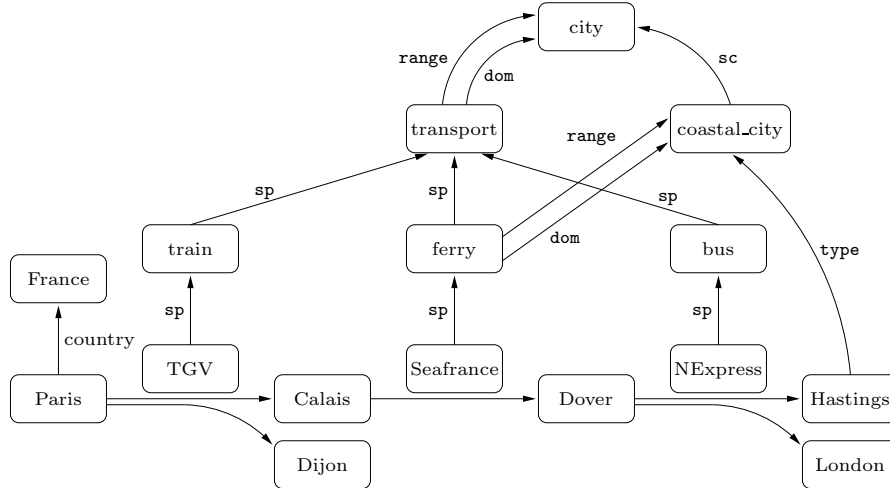 city
range
dom
sc
transport
coastal_city
range
sp
sp
sp
dom
train
ferry
bus
type
France
sp
sp
sp
country
TGV
Seafrance
NExpress
Paris
Calais
Dover
Hastings
Dijon
London